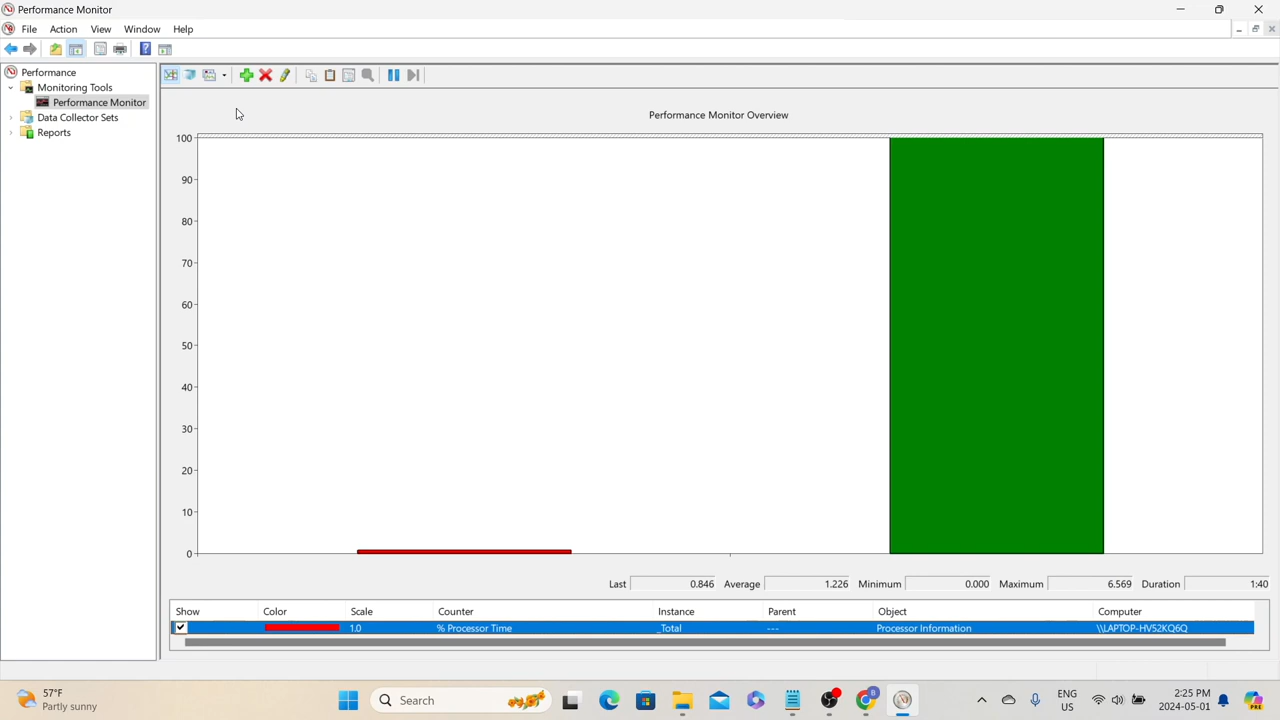 Performance Monitor
File Action View Window Help
Performance
Monitoring Tools
Performance Monitor
Data Collector Sets
Reports
Performance Monitor Overview
100
90
80
70
60
50
40
30
20
10
0
Last 0.846 Average 1.226 Minimum 0.000 Maximum 6.569 Duration 1:40
Show Color Scale Counter Instance Parent Object Computer
1.0 % Processor Time _Total --- Processor Information \\LAPTOP-HV52KQ6Q
57°F
Partly sunny
Search
ENG
US
2:25 PM
2024-05-01